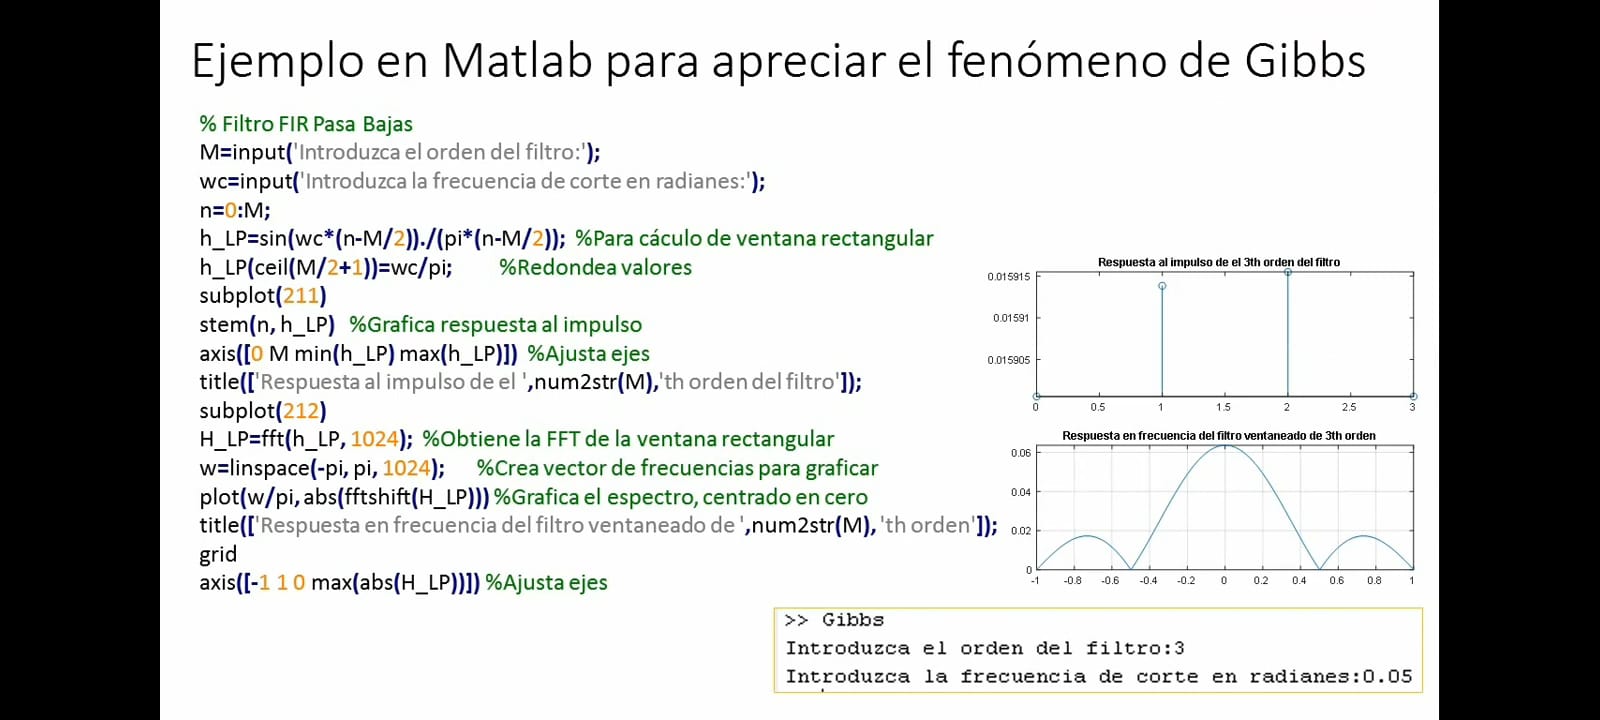 Ejemplo en Matlab para apreciar el fenómeno de Gibbs
% Filtro FIR Pasa Bajas
M=input('Introduzca el orden del filtro:');
wc=input('Introduzca la frecuencia de corte en radianes:');
n=0:M;
h_LP=sin(wc*(n-M/2))./(pi*(n-M/2)); %Para cáculo de ventana rectangular
h_LP(ceil(M/2+1))=wc/pi; %Redondea valores
subplot(211)
stem(n, h_LP) %Grafica respuesta al impulso
axis([0 M min(h_LP) max(h_LP)]) %Ajusta ejes
title(['Respuesta al impulso de el ',num2str(M),'th orden del filtro']);
subplot(212)
H_LP=fft(h_LP, 1024); %Obtiene la FFT de la ventana rectangular
w=linspace(-pi, pi, 1024); %Crea vector de frecuencias para graficar
plot(w/pi, abs(fftshift(H_LP))) %Grafica el espectro, centrado en cero
title(['Respuesta en frecuencia del filtro ventaneado de ',num2str(M), 'th orden']);
grid
axis([-1 1 0 max(abs(H_LP))]) %Ajusta ejes
Respuesta al impulso de el 3th orden del filtro
0.015915
0.01591
0.015905
0 0.5 1 1.5 2 2.5 3
Respuesta en frecuencia del filtro ventaneado de 3th orden
0.06
0.04
0.02
0
-1 -0.8 -0.6 -0.4 -0.2 0 0.2 0.4 0.6 0.8 1
>> Gibbs
Introduzca el orden del filtro:3
Introduzca la frecuencia de corte en radianes:0.05